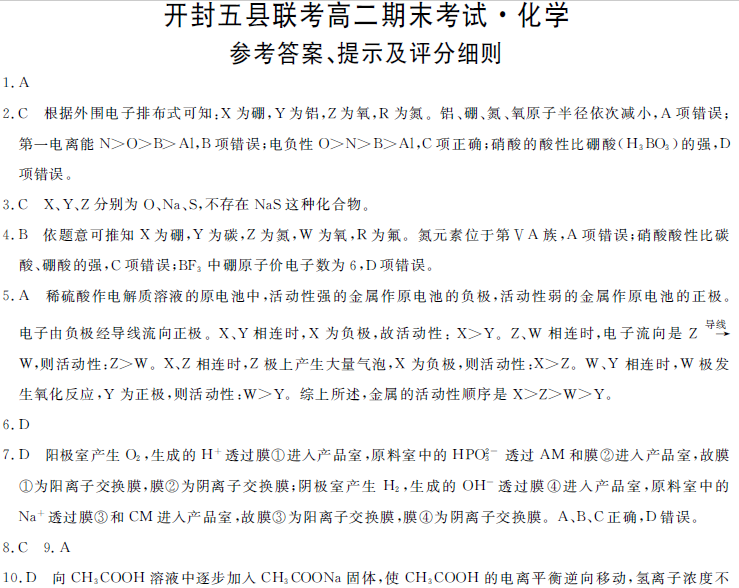 开封五县联考高二期末考试·化学
参考答案、提示及评分细则
1. A
2. C 根据外围电子排布式可知:X 为硼,Y 为铝,Z 为氧,R 为氮。铝、硼、氮、氧原子半径依次减小,A 项错误;
第一电离能 N>O>B>Al,B 项错误;电负性 O>N>B>Al,C 项正确;硝酸的酸性比硼酸(H₃BO₃)的强,D
项错误。
3. C X、Y、Z 分别为 O、Na、S,不存在 NaS 这种化合物。
4. B 依题意可推知 X 为硼,Y 为碳,Z 为氮,W 为氧,R 为氟。氮元素位于第ⅤA 族,A 项错误;硝酸酸性比碳
酸、硼酸的强,C 项错误;BF₃ 中硼原子价电子数为 6,D 项错误。
5. A 稀硫酸作电解质溶液的原电池中,活动性强的金属作原电池的负极,活动性弱的金属作原电池的正极。
电子由负极经导线流向正极。X、Y 相连时,X 为负极,故活动性:X>Y。Z、W 相连时,电子流向是 Z 导线→
W,则活动性:Z>W。X、Z 相连时,Z 极上产生大量气泡,X 为负极,则活动性:X>Z。W、Y 相连时,W 极发
生氧化反应,Y 为正极,则活动性:W>Y。综上所述,金属的活动性顺序是 X>Z>W>Y。
6. D
7. D 阳极室产生 O₂,生成的 H⁺ 透过膜①进入产品室,原料室中的 HPO₃²⁻ 透过 AM 和膜②进入产品室,故膜
①为阳离子交换膜,膜②为阴离子交换膜;阴极室产生 H₂,生成的 OH⁻ 透过膜④进入产品室,原料室中的
Na⁺ 透过膜③和 CM 进入产品室,故膜③为阳离子交换膜,膜④为阴离子交换膜。A、B、C 正确,D 错误。
8. C 9. A
10. D 向 CH₃COOH 溶液中逐步加入 CH₃COONa 固体,使 CH₃COOH 的电离平衡逆向移动,氢离子浓度不